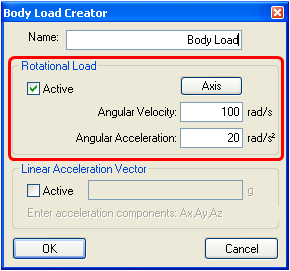 Body Load Creator
Name: Body Load
Rotational Load
Active Axis
Angular Velocity: 100 rad/s
Angular Acceleration: 20 rad/s²
Linear Acceleration Vector
Active g
Enter acceleration components: Ax,Ay,Az
OK Cancel